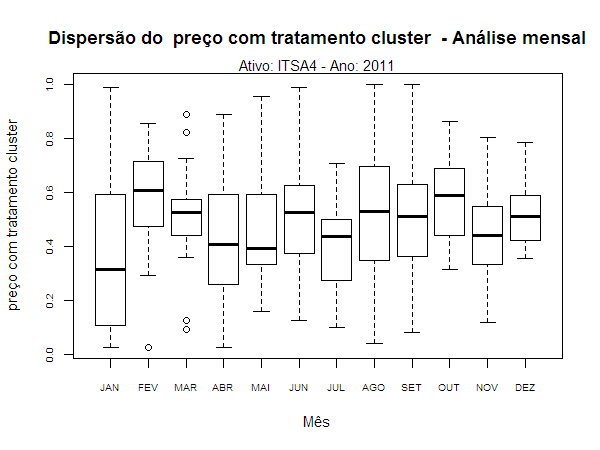 Dispersão do  preço com tratamento cluster  - Análise mensal
Ativo: ITSA4 - Ano: 2011
preço com tratamento cluster
1.0
0.8
0.6
0.4
0.2
0.0
JAN FEV MAR ABR MAI JUN JUL AGO SET OUT NOV DEZ
Mês